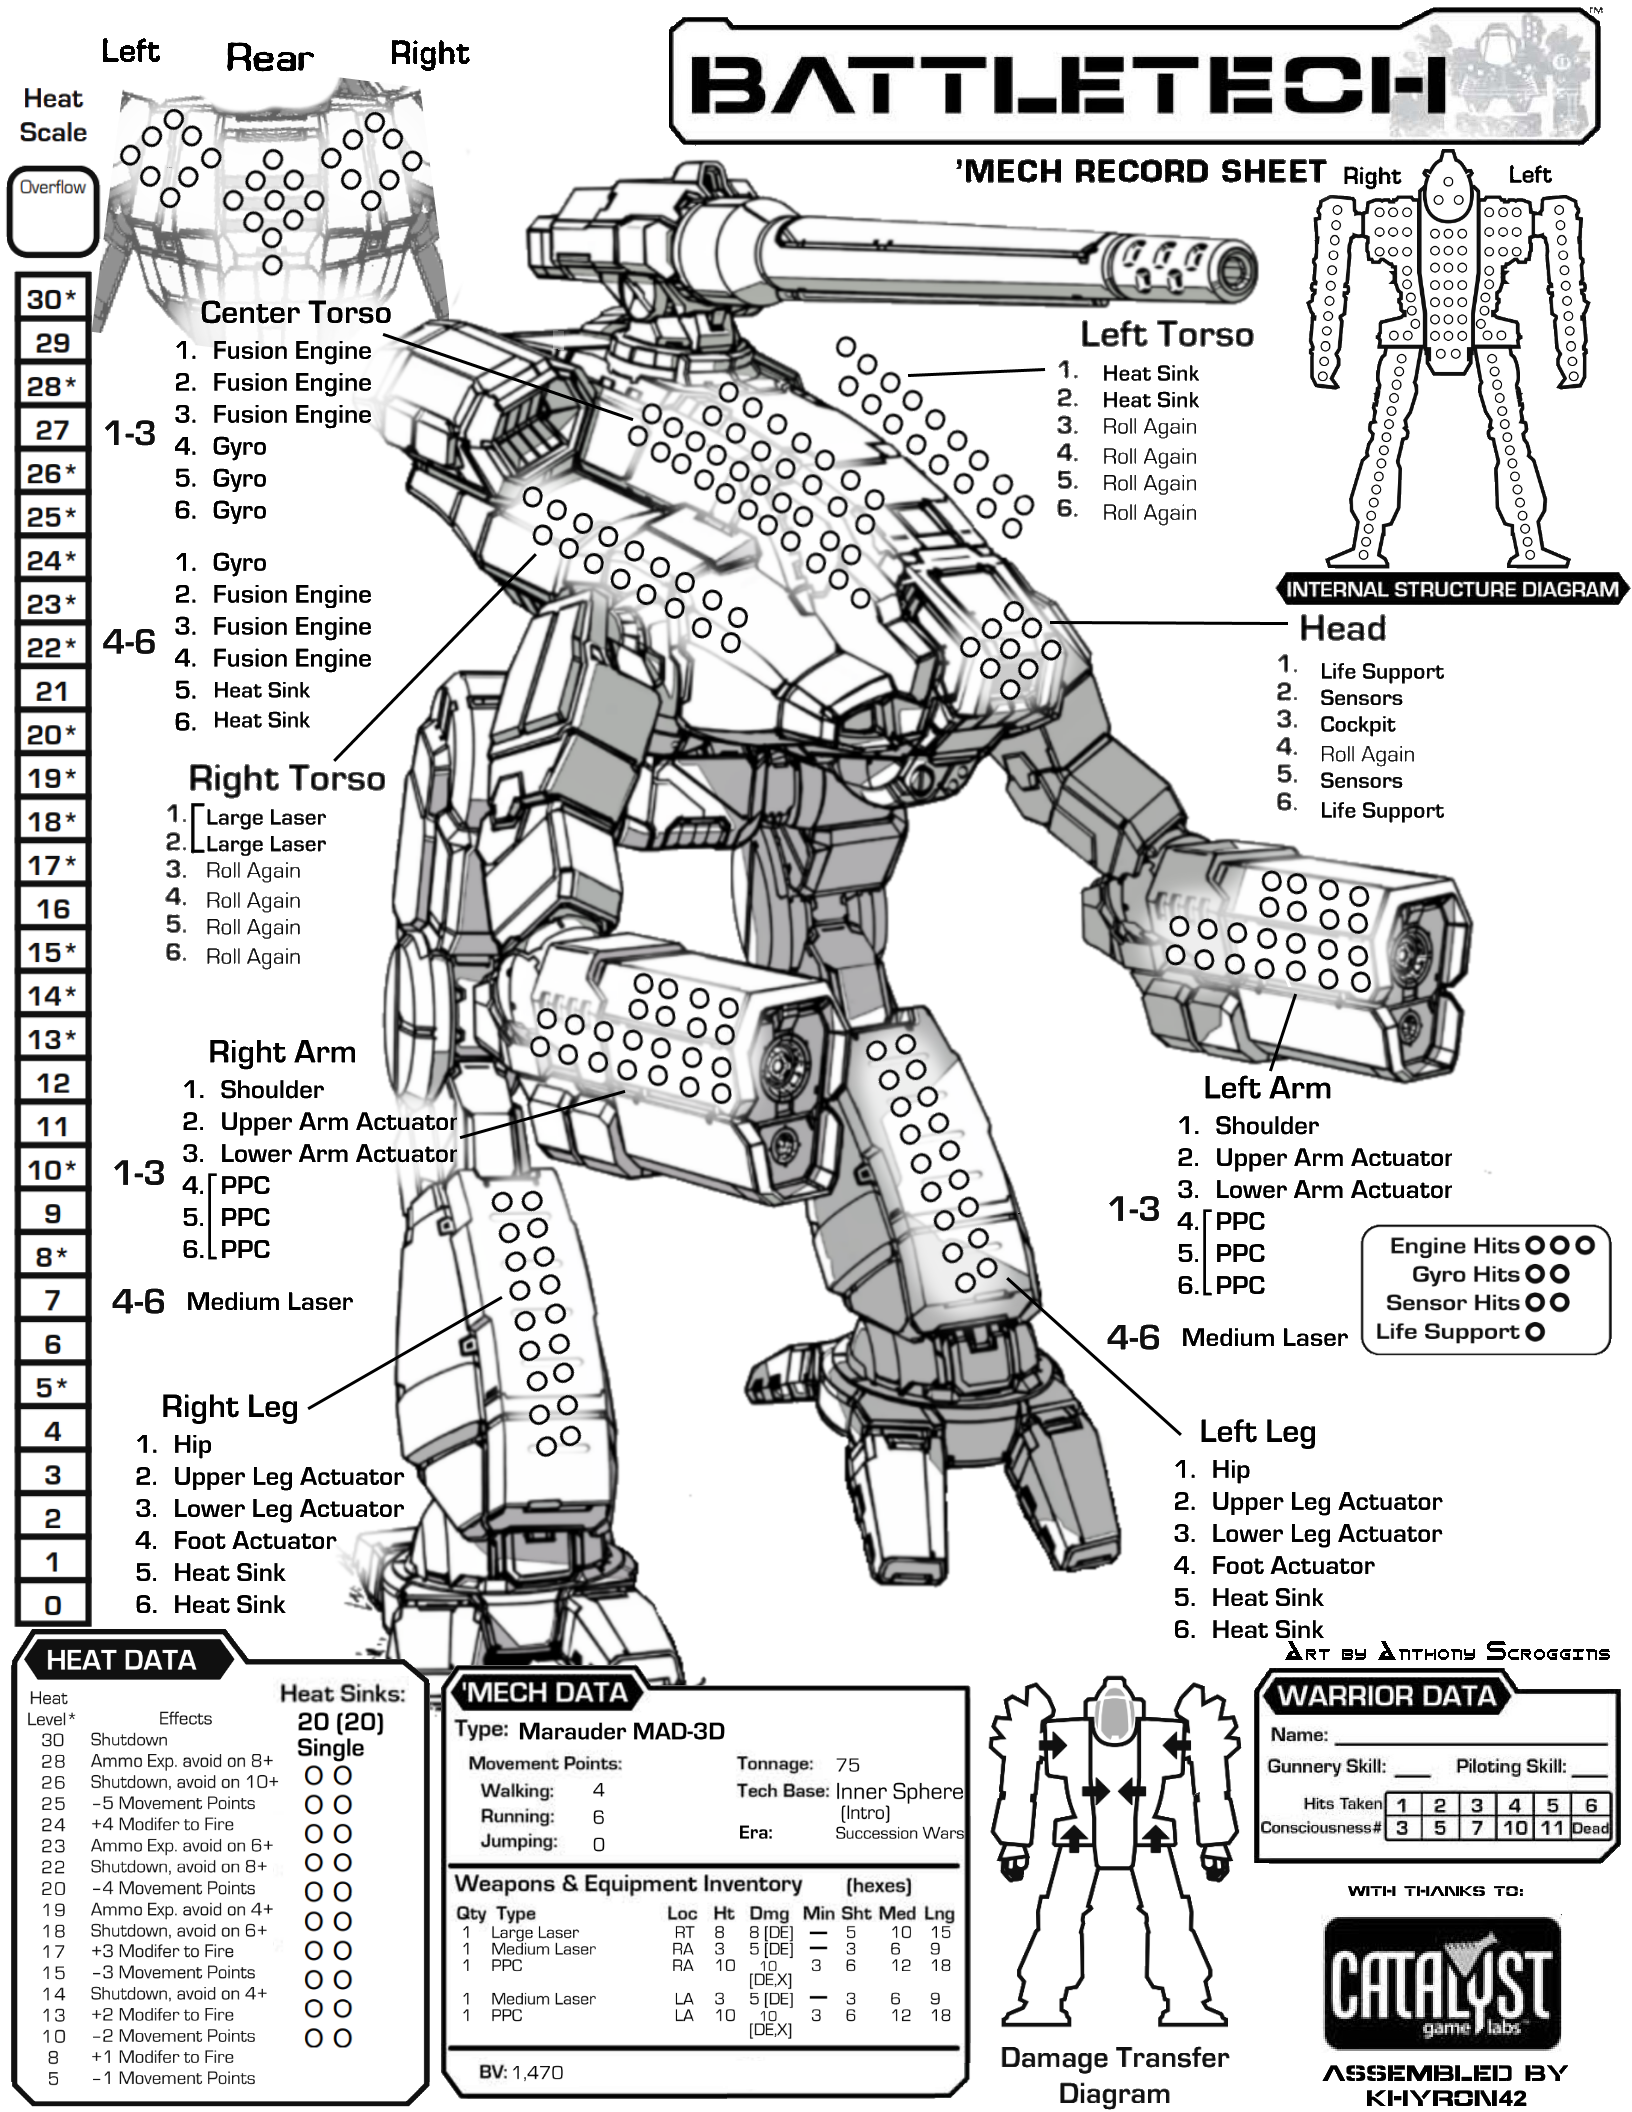 Left Rear Right
Heat
Scale
Overflow
30*
29
28*
27
26*
25*
24*
23*
22*
21
20*
19*
18*
17*
16
15*
14*
13*
12
11
10*
9
8*
7
6
5*
4
3
2
1
0
BATTLETECH
TM
'MECH RECORD SHEET
Right Left
INTERNAL STRUCTURE DIAGRAM
Center Torso
1-3
1. Fusion Engine
2. Fusion Engine
3. Fusion Engine
4. Gyro
5. Gyro
6. Gyro
4-6
1. Gyro
2. Fusion Engine
3. Fusion Engine
4. Fusion Engine
5. Heat Sink
6. Heat Sink
Left Torso
1. Heat Sink
2. Heat Sink
3. Roll Again
4. Roll Again
5. Roll Again
6. Roll Again
Head
1. Life Support
2. Sensors
3. Cockpit
4. Roll Again
5. Sensors
6. Life Support
Right Torso
1. Large Laser
2. Large Laser
3. Roll Again
4. Roll Again
5. Roll Again
6. Roll Again
Right Arm
1-3
1. Shoulder
2. Upper Arm Actuator
3. Lower Arm Actuator
4. PPC
5. PPC
6. PPC
4-6 Medium Laser
Left Arm
1-3
1. Shoulder
2. Upper Arm Actuator
3. Lower Arm Actuator
4. PPC
5. PPC
6. PPC
4-6 Medium Laser
Engine Hits
Gyro Hits
Sensor Hits
Life Support
Right Leg
1. Hip
2. Upper Leg Actuator
3. Lower Leg Actuator
4. Foot Actuator
5. Heat Sink
6. Heat Sink
Left Leg
1. Hip
2. Upper Leg Actuator
3. Lower Leg Actuator
4. Foot Actuator
5. Heat Sink
6. Heat Sink
Art by Anthony Scroggins
HEAT DATA
Heat
Level* Effects
30 Shutdown
28 Ammo Exp. avoid on 8+
26 Shutdown, avoid on 10+
25 -5 Movement Points
24 +4 Modifer to Fire
23 Ammo Exp. avoid on 6+
22 Shutdown, avoid on 8+
20 -4 Movement Points
19 Ammo Exp. avoid on 4+
18 Shutdown, avoid on 6+
17 +3 Modifer to Fire
15 -3 Movement Points
14 Shutdown, avoid on 4+
13 +2 Modifer to Fire
10 -2 Movement Points
8 +1 Modifer to Fire
5 -1 Movement Points
Heat Sinks:
20 (20)
Single
'MECH DATA
Type: Marauder MAD-3D
Movement Points:
Walking: 4
Running: 6
Jumping: 0
Tonnage: 75
Tech Base: Inner Sphere
(Intro)
Era: Succession Wars
Weapons & Equipment Inventory (hexes)
Qty Type Loc Ht Dmg Min Sht Med Lng
1 Large Laser RT 8 8 [DE] — 5 10 15
1 Medium Laser RA 3 5 [DE] — 3 6 9
1 PPC RA 10 10 3 6 12 18
[DE,X]
1 Medium Laser LA 3 5 [DE] — 3 6 9
1 PPC LA 10 10 3 6 12 18
[DE,X]
BV: 1,470
Damage Transfer
Diagram
WARRIOR DATA
Name:
Gunnery Skill: Piloting Skill:
Hits Taken 1 2 3 4 5 6
Consciousness# 3 5 7 10 11 Dead
WITH THANKS TO:
CATALYST
game labs
ASSEMBLED BY
KHYRON42